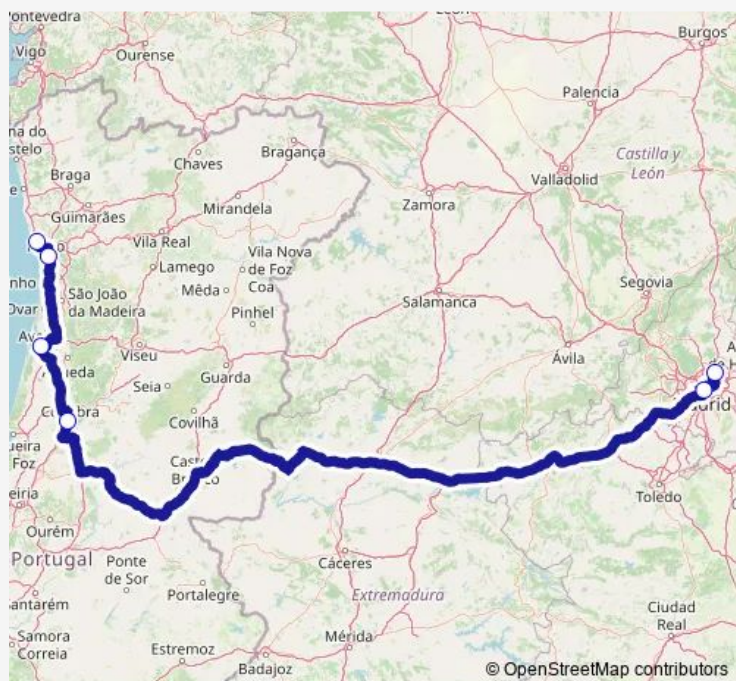 Pontevedra
Burgos
Vigo
Ourense
Palencia
Chaves
Bragança
Castilla y
León
Braga
Valladolid
Guimarães
Mirandela
Zamora
Vila Real
Lamego
Vila Nova
de Foz
Coa
São João
da Madeira
Mêda
Pinhel
Salamanca
Segovia
Ovar
Viseu
Ávila
Seia
Guarda
Covilhã
Foz
Toledo
Ourém
Portugal
Ponte
de Sor
Cáceres
Portalegre
Extremadura
Ciudad
Real
Samora
Correia
Mérida
Estremoz
Badajoz
© OpenStreetMap contributors